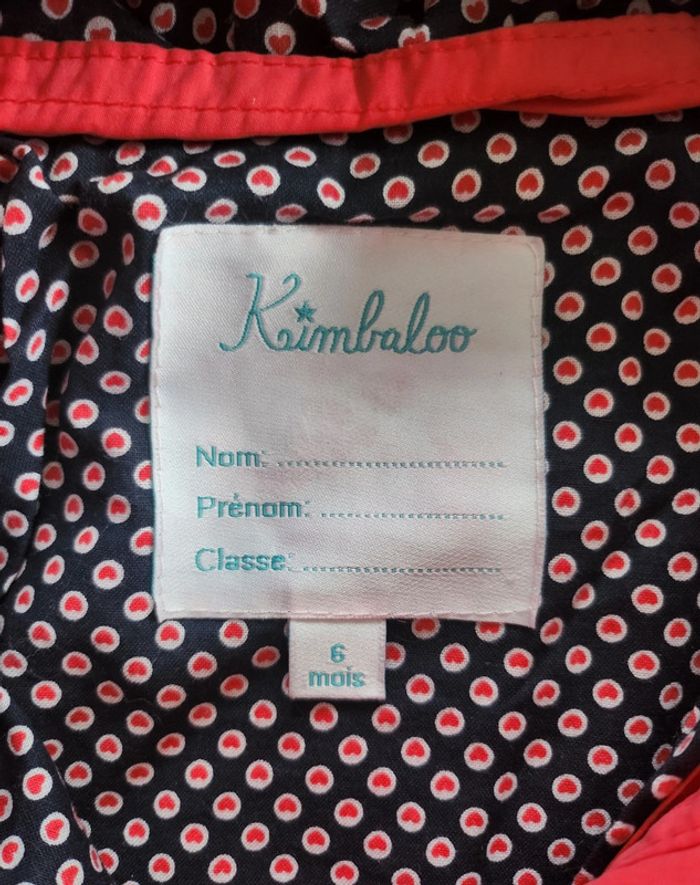 Kimbaloo
Nom: ................................
Prénom: ................................
Classe: ................................
6
mois